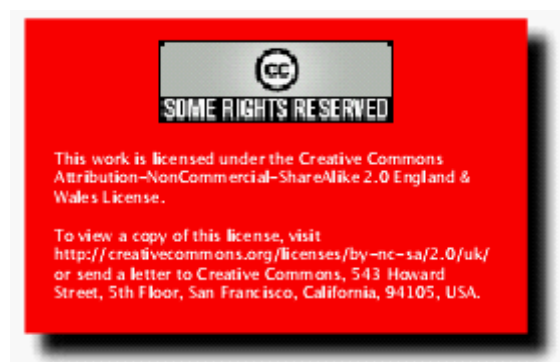 cc
SOME RIGHTS RESERVED
This work is licensed under the Creative Commons
Attribution-NonCommercial-ShareAlike 2.0 England &
Wales License.
To view a copy of this license, visit
http://creativecommons.org/licenses/by-nc-sa/2.0/uk/
or send a letter to Creative Commons, 543 Howard
Street, 5th Floor, San Francisco, California, 94105, USA.